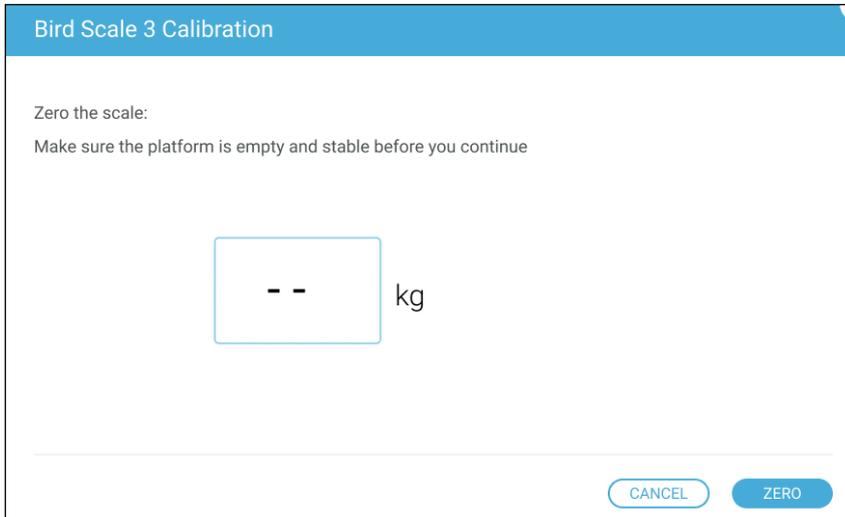 Bird Scale 3 Calibration
Zero the scale:
Make sure the platform is empty and stable before you continue
-- kg
CANCEL ZERO